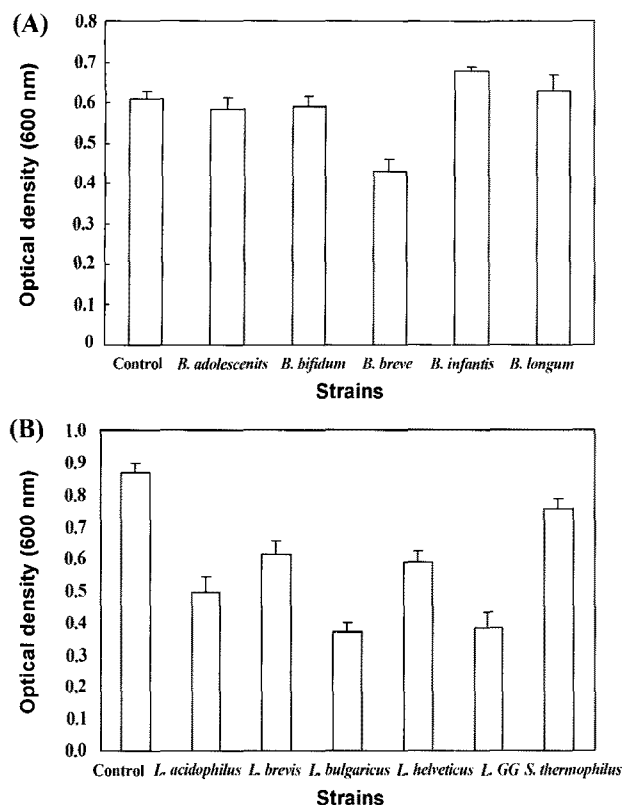 (A)
Optical density (600 nm)
0.8
0.7
0.6
0.5
0.4
0.3
0.2
0.1
0
Control B. adolescenits B. bifidum B. breve B. infantis B. longum
Strains
(B)
Optical density (600 nm)
1.0
0.9
0.8
0.7
0.6
0.5
0.4
0.3
0.2
0.1
0.0
Control L. acidophilus L. brevis L. bulgaricus L. helveticus L. GG S. thermophilus
Strains